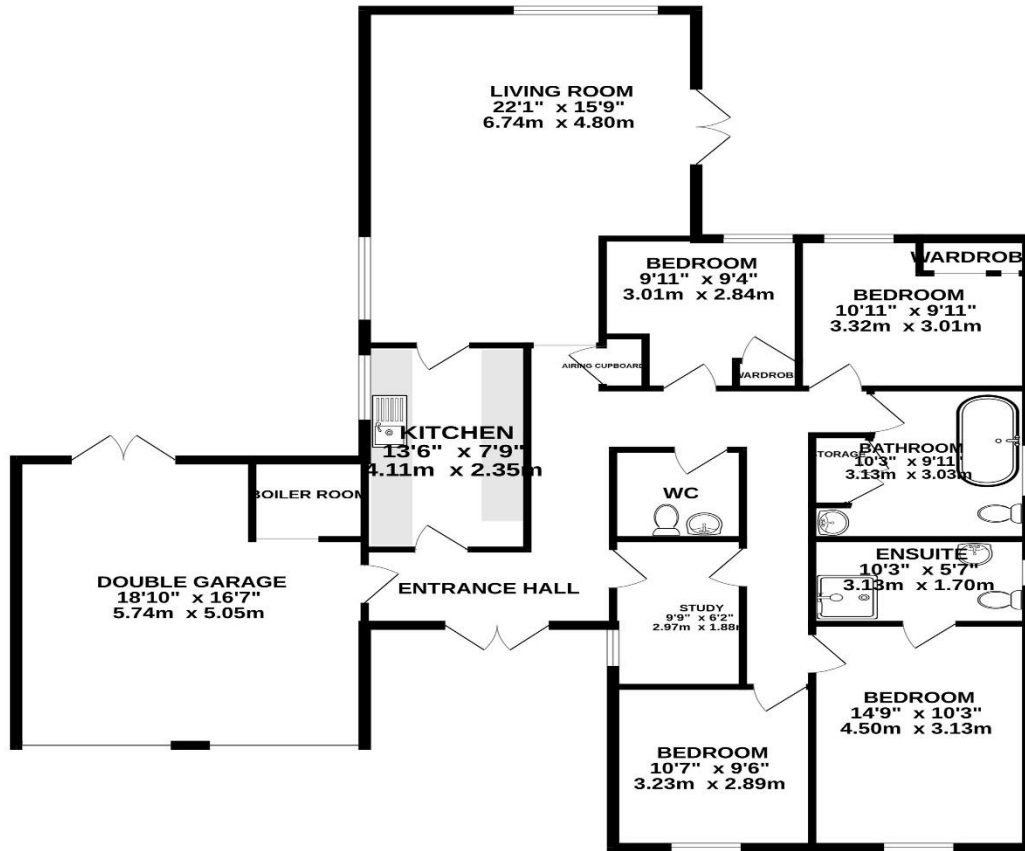 LIVING ROOM
22'1" x 15'9"
6.74m x 4.80m
BEDROOM
9'11" x 9'4"
3.01m x 2.84m
WARDROB
BEDROOM
10'11" x 9'11"
3.32m x 3.01m
AIRING CUPBOARD
WARDROB
KITCHEN
13'6" x 7'9"
4.11m x 2.35m
BATHROOM
10'3" x 9'11"
3.13m x 3.03m
STORAGE
BOILER ROOM
WC
ENSUITE
10'3" x 5'7"
3.13m x 1.70m
DOUBLE GARAGE
18'10" x 16'7"
5.74m x 5.05m
ENTRANCE HALL
STUDY
9'9" x 6'2"
2.97m x 1.88m
BEDROOM
14'9" x 10'3"
4.50m x 3.13m
BEDROOM
10'7" x 9'6"
3.23m x 2.89m